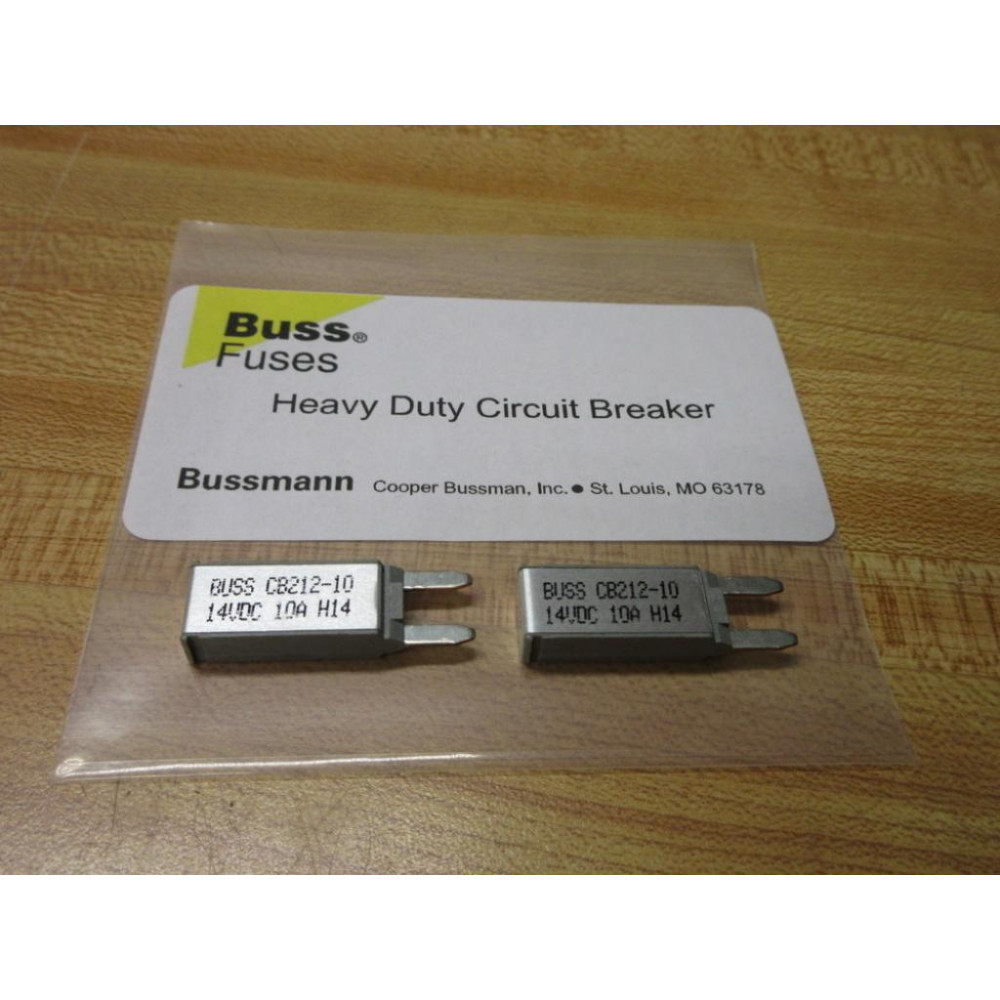 Buss®
Fuses
Heavy Duty Circuit Breaker
Bussmann Cooper Bussman, Inc.● St. Louis, MO 63178
BUSS CB212-10
14VDC 10A H14
BUSS CB212-10
14VDC 10A H14